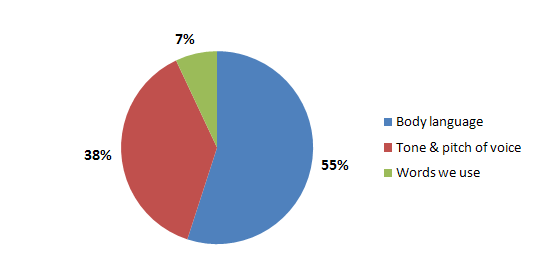 7%
38%
55%
Body language
Tone & pitch of voice
Words we use